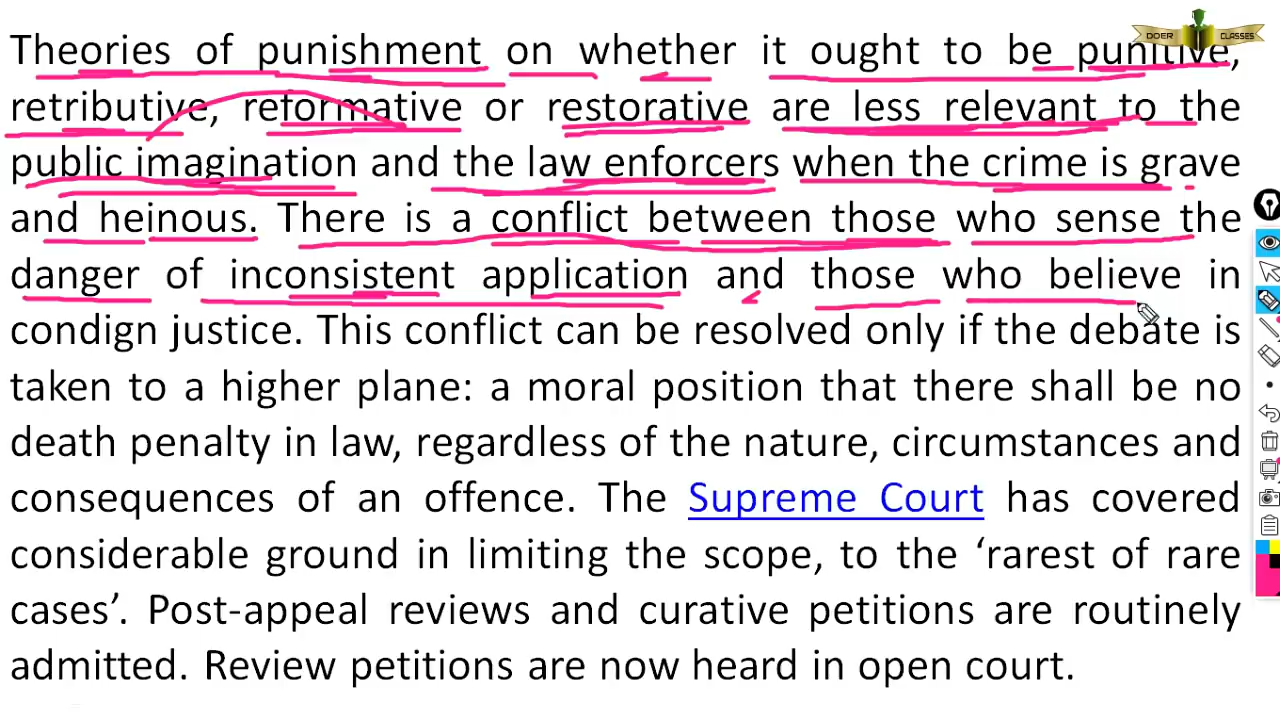 DOER CLASSES
Theories of punishment on whether it ought to be punitive,
retributive, reformative or restorative are less relevant to the
public imagination and the law enforcers when the crime is grave
and heinous. There is a conflict between those who sense the
danger of inconsistent application and those who believe in
condign justice. This conflict can be resolved only if the debate is
taken to a higher plane: a moral position that there shall be no
death penalty in law, regardless of the nature, circumstances and
consequences of an offence. The Supreme Court has covered
considerable ground in limiting the scope, to the ‘rarest of rare
cases’. Post-appeal reviews and curative petitions are routinely
admitted. Review petitions are now heard in open court.